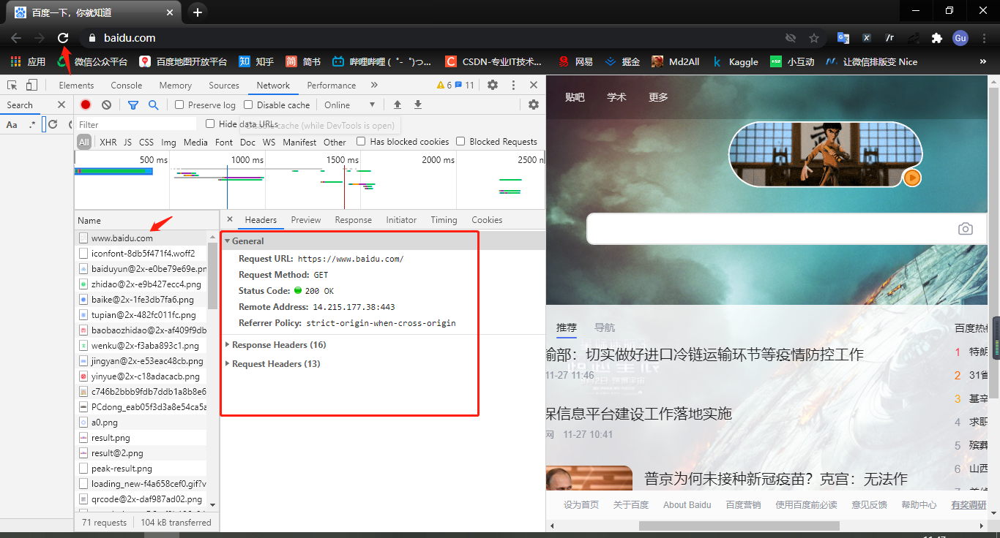 百度一下，你就知道
baidu.com
Gu
应用 微信公众平台 百度地图开放平台 知乎 简书 哔哩哔哩 ( ゜- ゜)つ... CSDN-专业IT技术... 网易 掘金 Md2All Kaggle 小互动 让微信排版变 Nice »
Elements Console Memory Sources Network Performance » 6 11
Search Preserve log Disable cache Online
Aa .* Filter Hide data URLs
Disable cache (while DevTools is open)
All XHR JS CSS Img Media Font Doc WS Manifest Other Has blocked cookies Blocked Requests
500 ms 1000 ms 1500 ms 2000 ms 2500 n
Name Headers Preview Response Initiator Timing Cookies
www.baidu.com
iconfont-8db5f471f4.woff2
baiduyun@2x-e0be79e69e.pn
zhidao@2x-e9b427ecc4.png
baike@2x-1fe3db7fa6.png
tupian@2x-482fc011fc.png
baobaozhidao@2x-af409f9db
wenku@2x-f3aba893c1.png
jingyan@2x-e53eac48cb.png
yinyue@2x-c18adacacb.png
c746b2bbb9fdb7ddb1a8b8e6
PCdong_eab05f3d3a8e54ca5a
a0.png
result.png
result@2.png
peak-result.png
loading_new-f4a658cef0.gif?v
qrcode@2x-daf987ad02.png
71 requests 104 kB transferred
General
Request URL: https://www.baidu.com/
Request Method: GET
Status Code: 200 OK
Remote Address: 14.215.177.38:443
Referrer Policy: strict-origin-when-cross-origin
Response Headers (16)
Request Headers (13)
贴吧 学术 更多
推荐 导航 百度热
输部：切实做好进口冷链运输环节等疫情防控工作
11-27 11:46
保信息平台建设工作落地实施
网 11-27 10:41
普京为何未接种新冠疫苗？克宫：无法作
1 特朗
2 31省
3 基辛
4 求职
5 殡葬
6 山西
设为首页 关于百度 About Baidu 百度营销 使用百度前必读 意见反馈 帮助中心 有奖调研